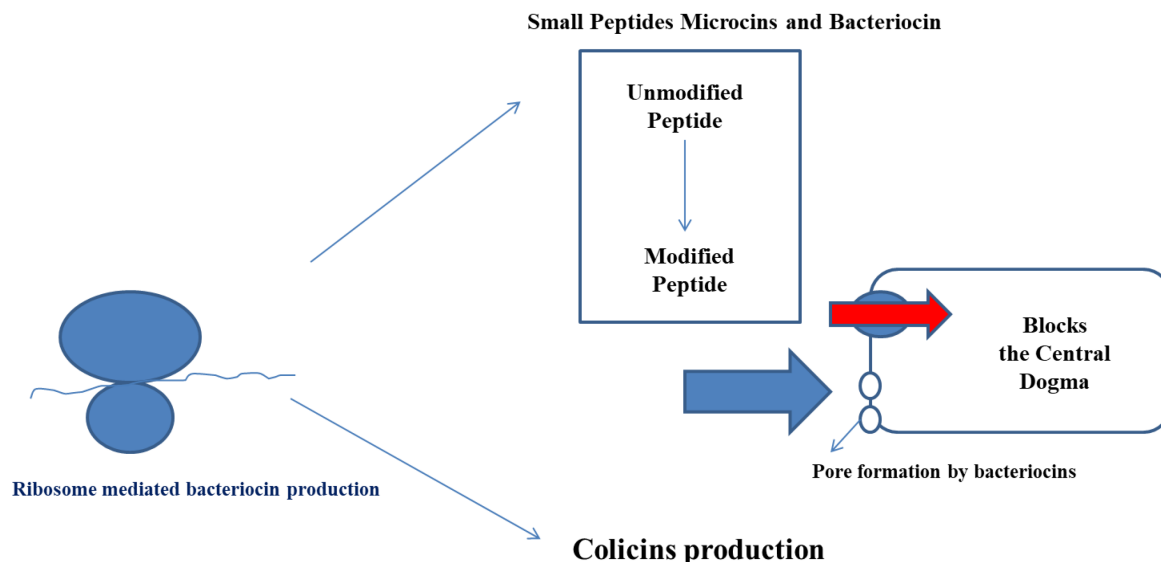 Small Peptides Microcins and Bacteriocin
Unmodified
Peptide
Modified
Peptide
Blocks
the Central
Dogma
Pore formation by bacteriocins
Ribosome mediated bacteriocin production
Colicins production